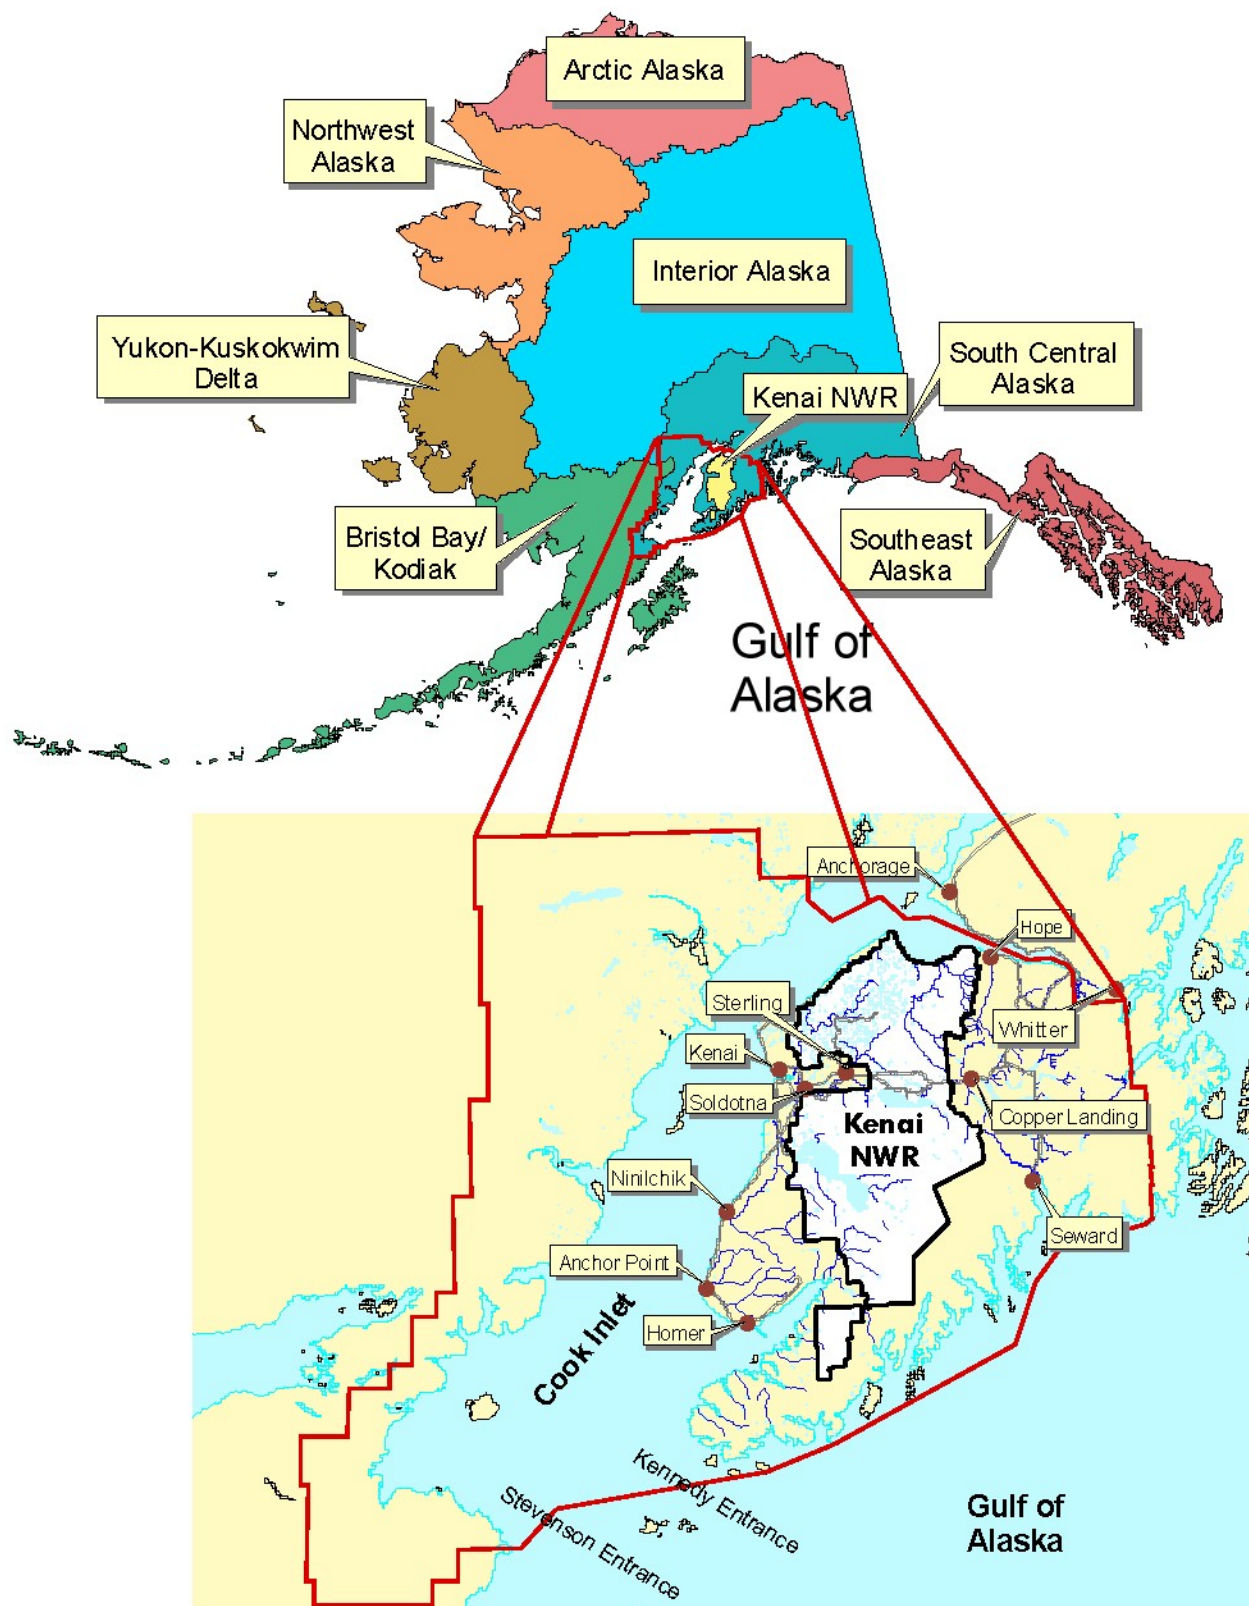 Arctic Alaska
Northwest
Alaska
Interior Alaska
Yukon-Kuskokwim
Delta
South Central
Alaska
Kenai NWR
Bristol Bay/
Kodiak
Southeast
Alaska
Gulf of
Alaska
Anchorage
Hope
Sterling
Whitter
Kenai
Soldotna
Copper Landing
Kenai
NWR
Ninilchik
Seward
Anchor Point
Homer
Cook Inlet
Kennedy Entrance
Stevenson Entrance
Gulf of
Alaska